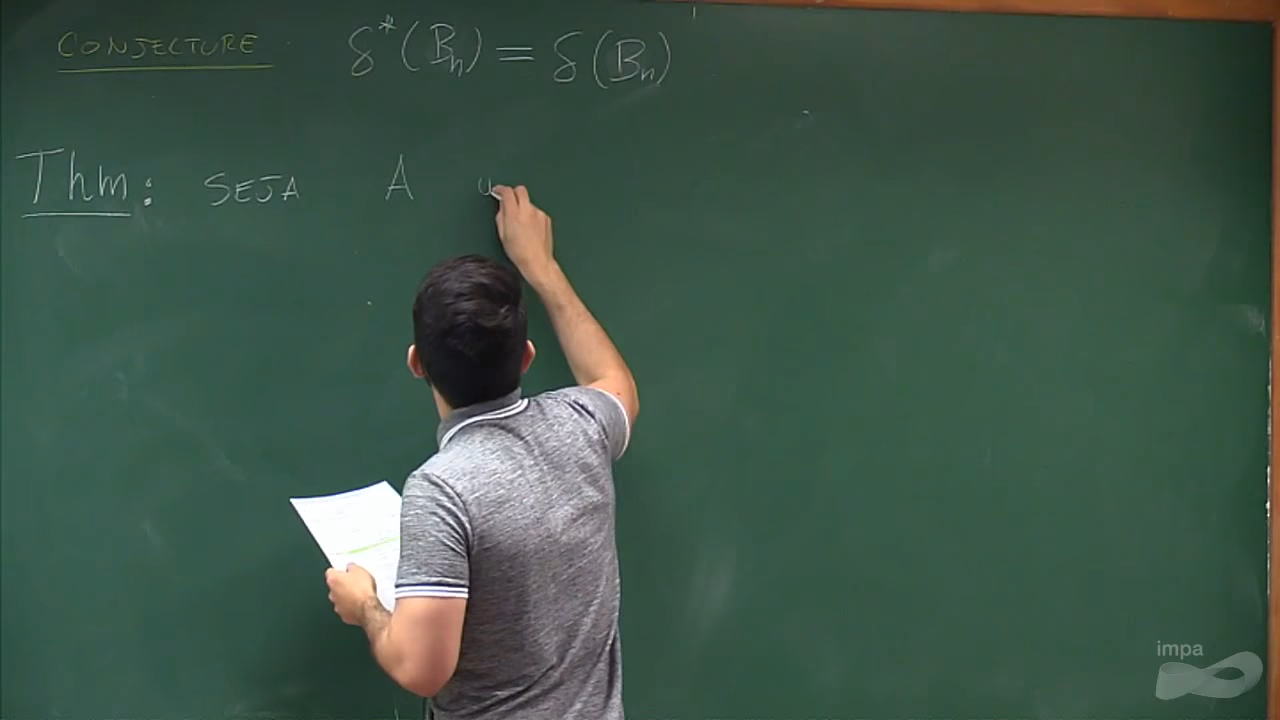 CONJECTURE δ*(Bₙ) = δ(Bₙ)
Thm: SEJA A u
impa